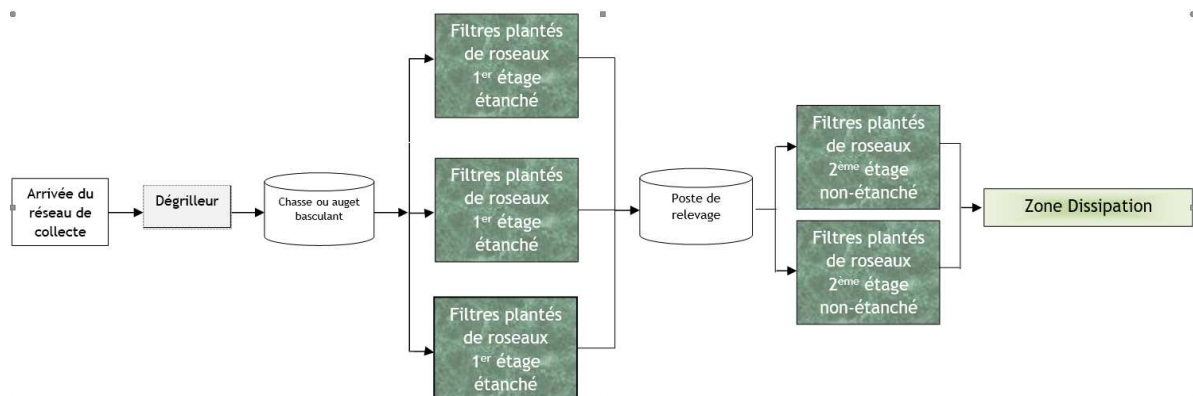 Arrivée du
réseau de
collecte
Dégrilleur
Chasse ou auget
basculant
Filtres plantés
de roseaux
1er étage
étanché
Filtres plantés
de roseaux
1er étage
étanché
Filtres plantés
de roseaux
1er étage
étanché
Poste de
relevage
Filtres plantés
de roseaux
2ème étage
non-étanché
Filtres plantés
de roseaux
2ème étage
non-étanché
Zone Dissipation